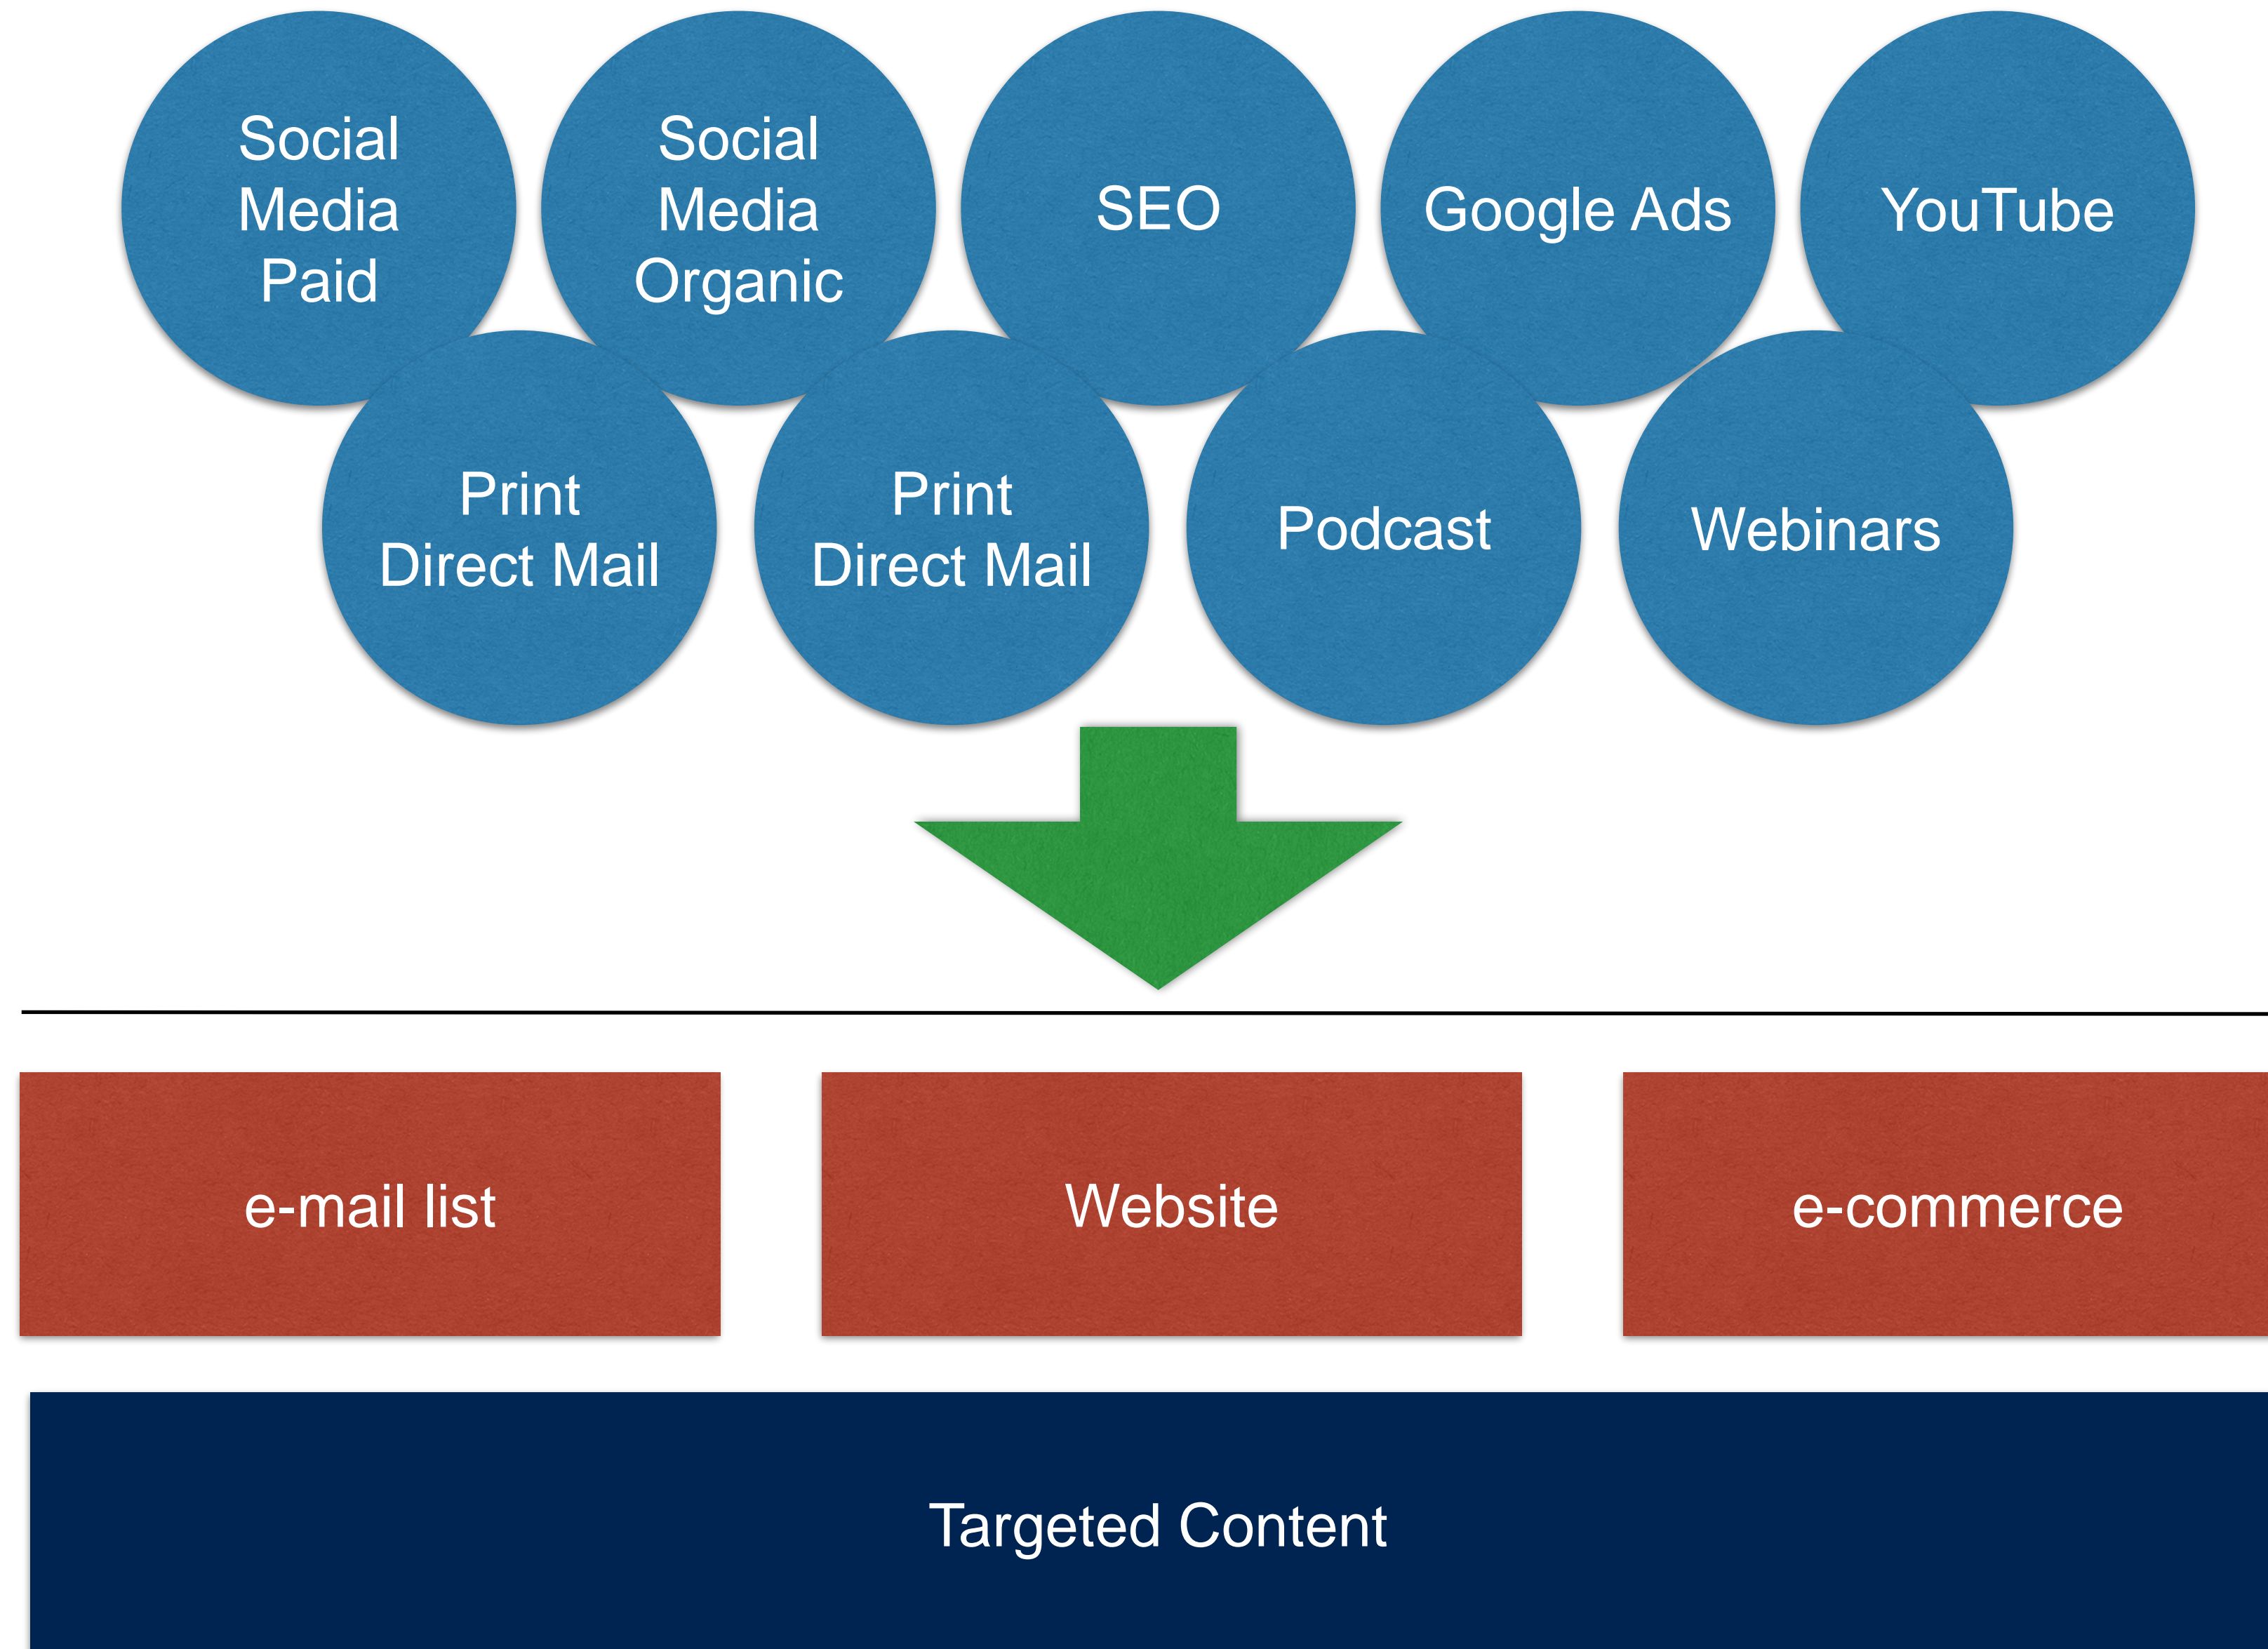 Social
Media
Paid
Social
Media
Organic
SEO
Google Ads
YouTube
Print
Direct Mail
Print
Direct Mail
Podcast
Webinars
e-mail list
Website
e-commerce
Targeted Content